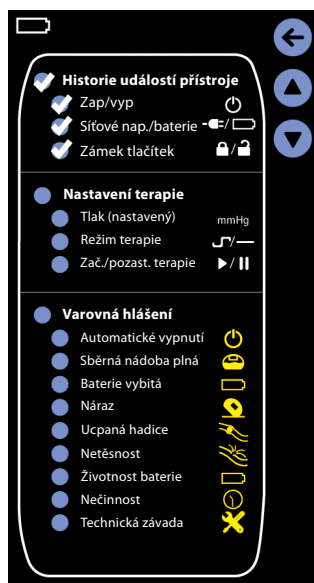 Historie událostí přístroje
Zap/vyp
Síťové nap./baterie
Zámek tlačítek
Nastavení terapie
Tlak (nastavený) mmHg
Režim terapie
Zač./pozast. terapie
Varovná hlášení
Automatické vypnutí
Sběrná nádoba plná
Baterie vybitá
Náraz
Ucpaná hadice
Netěsnost
Životnost baterie
Nečinnost
Technická závada